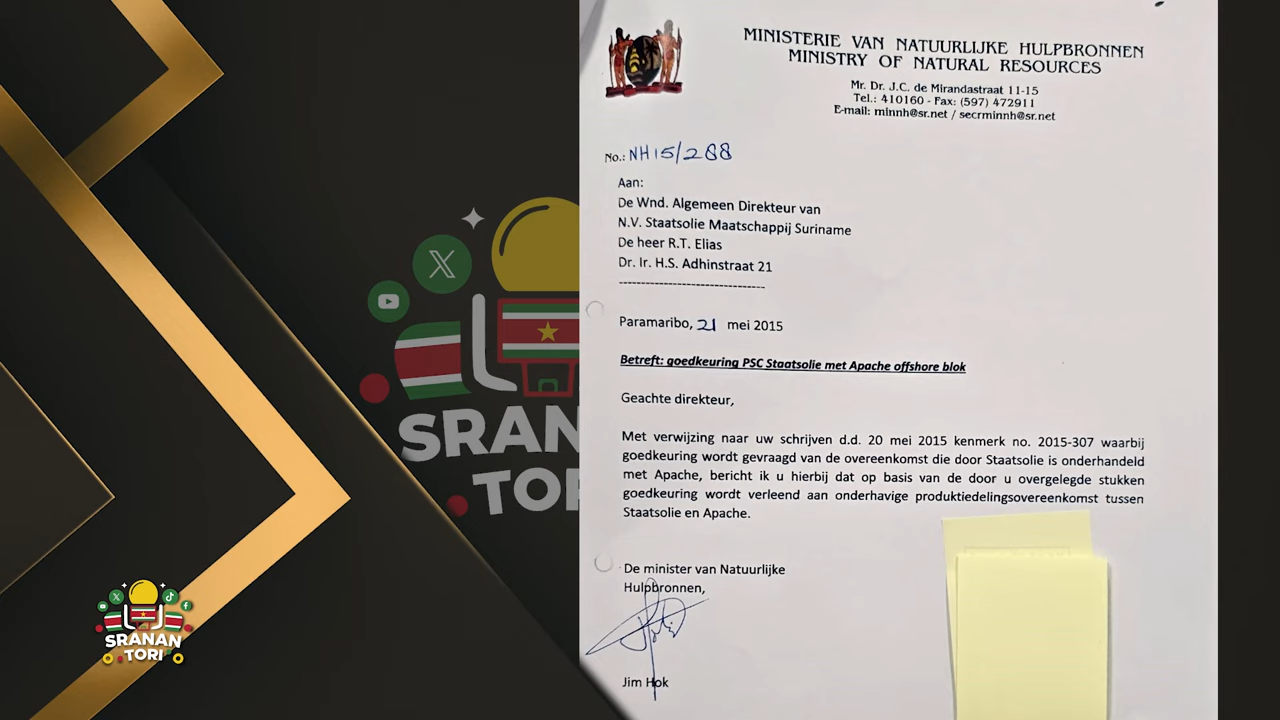 MINISTERIE VAN NATUURLIJKE HULPBRONNEN
MINISTRY OF NATURAL RESOURCES
Mr. Dr. J.C. de Mirandastraat 11-15
Tel.: 410160 - Fax: (597) 472911
E-mail: minnh@sr.net / secrminnh@sr.net
No.: NH15/288
Aan:
De Wnd. Algemeen Direkteur van
N.V. Staatsolie Maatschappij Suriname
De heer R.T. Elias
Dr. Ir. H.S. Adhinstraat 21
--------------------------------
Paramaribo, 21 mei 2015
Betreft: goedkeuring PSC Staatsolie met Apache offshore blok
Geachte direkteur,
Met verwijzing naar uw schrijven d.d. 20 mei 2015 kenmerk no. 2015-307 waarbij
goedkeuring wordt gevraagd van de overeenkomst die door Staatsolie is onderhandeld
met Apache, bericht ik u hierbij dat op basis van de door u overgelegde stukken
goedkeuring wordt verleend aan onderhavige produktiedelingsovereenkomst tussen
Staatsolie en Apache.
De minister van Natuurlijke
Hulpbronnen,
Jim Hok
SRANAN
TORI
SRANAN
TORI